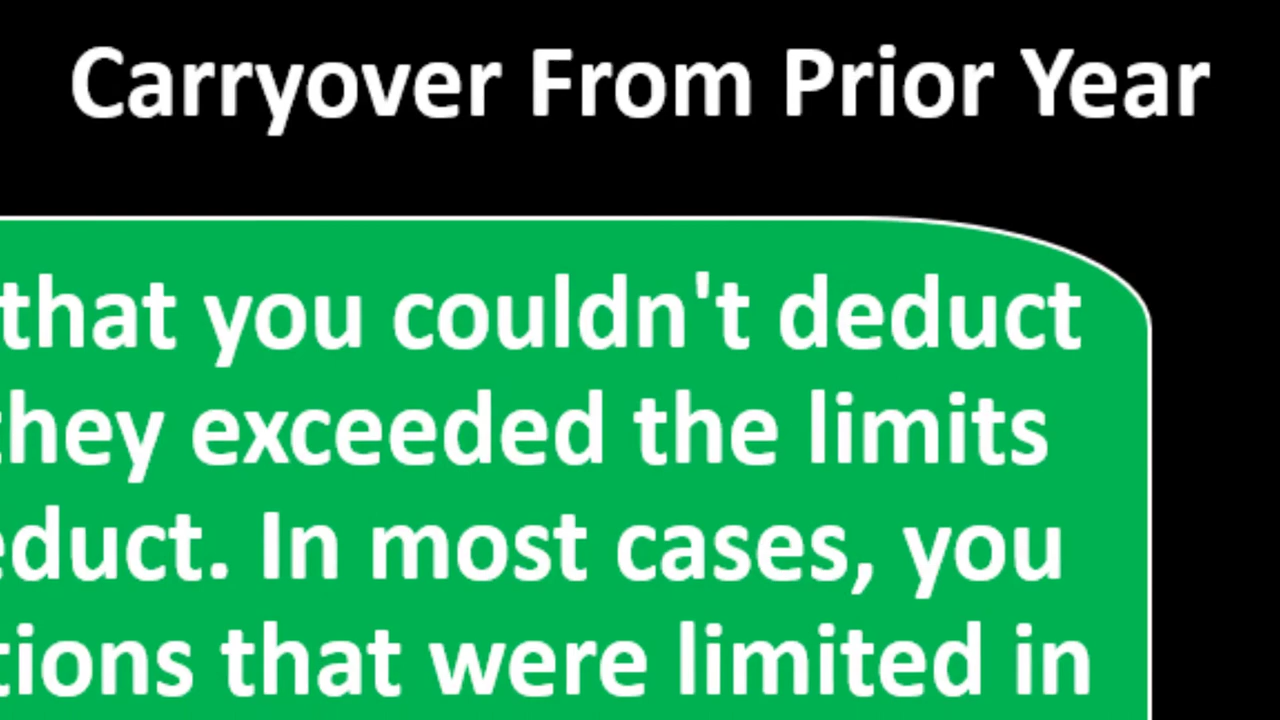 Carryover From Prior Year
that you couldn't deduct
they exceeded the limits
educt. In most cases, you
tions that were limited in